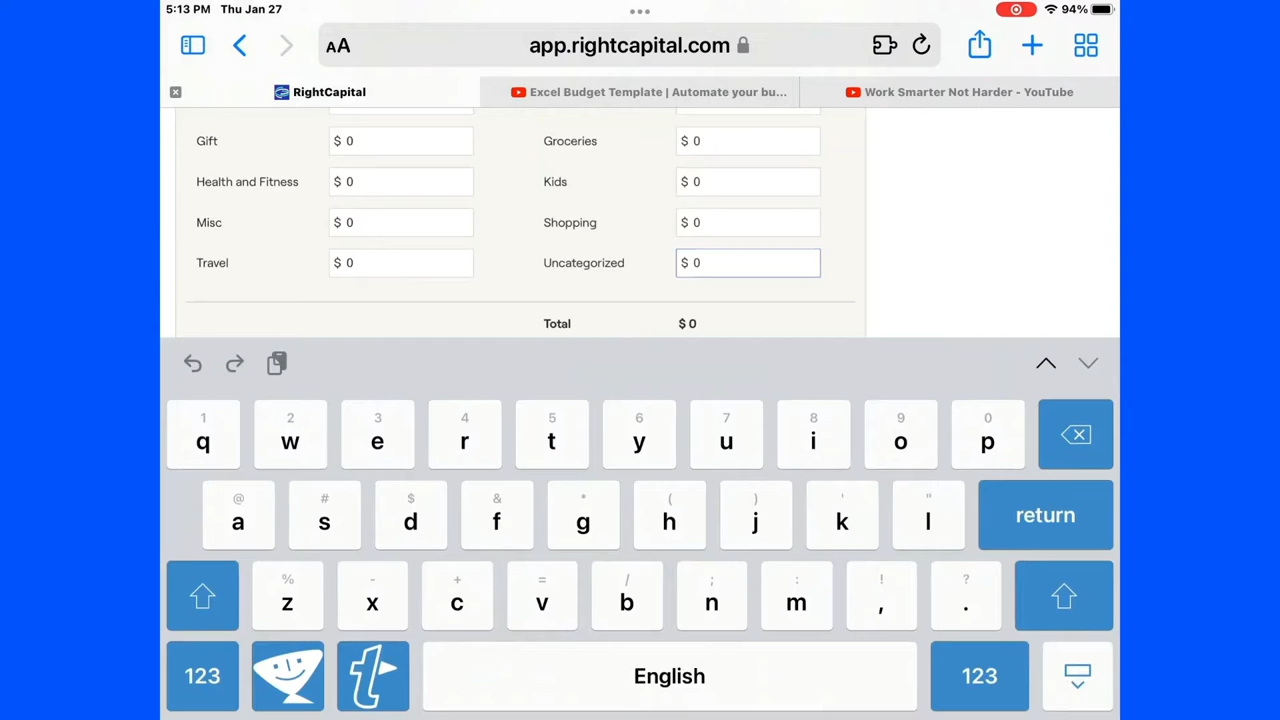 5:13 PM Thu Jan 27
94%
AA
app.rightcapital.com
RightCapital
Excel Budget Template | Automate your bu...
Work Smarter Not Harder - YouTube
Gift $ 0 Groceries $ 0
Health and Fitness $ 0 Kids $ 0
Misc $ 0 Shopping $ 0
Travel $ 0 Uncategorized $ 0
Total $ 0
1 2 3 4 5 6 7 8 9 0
q w e r t y u i o p
@ # $ & * ( ) ' "
a s d f g h j k l return
% - + = / ; : ! ?
z x c v b n m , .
123 t English 123